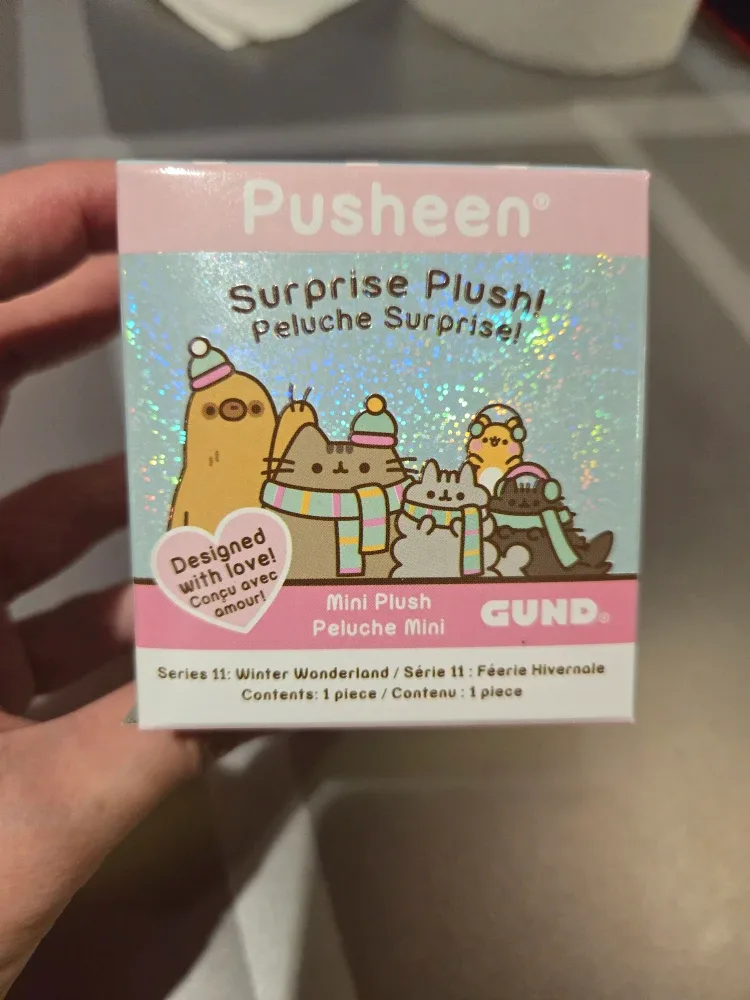 Pusheen®
Surprise Plush!
Peluche Surprise!
Designed
with love!
Conçu avec
amour!
Mini Plush
Peluche Mini
GUND®
Series 11: Winter Wonderland / Série 11 : Féerie Hivernale
Contents: 1 piece / Contenu : 1 piece